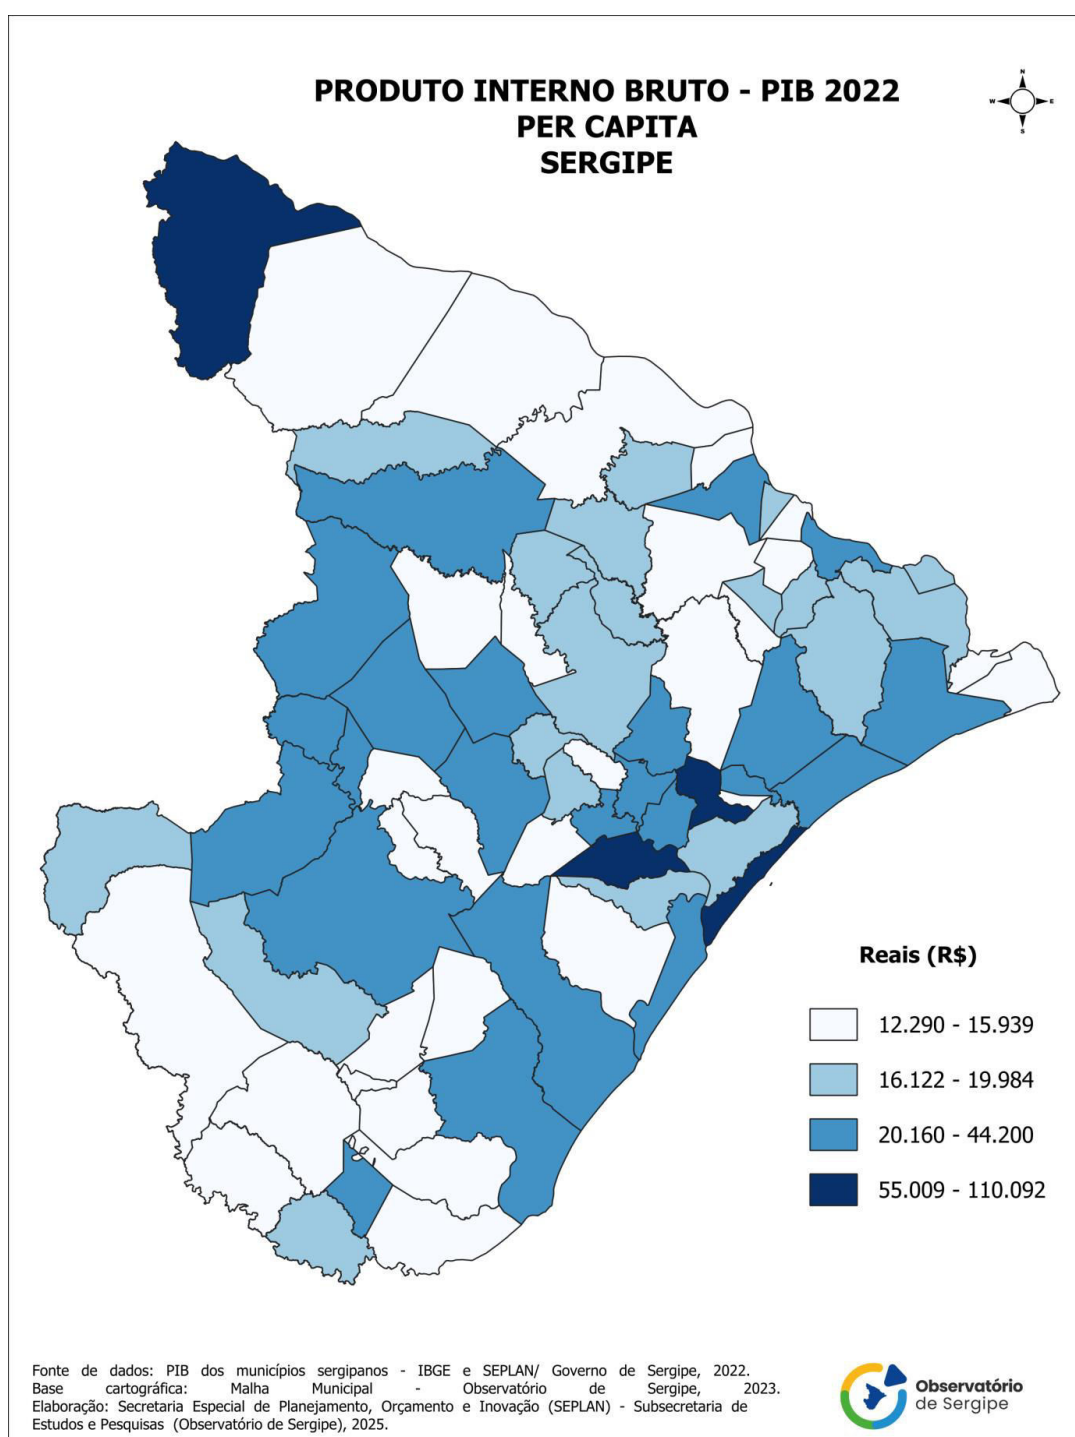 PRODUTO INTERNO BRUTO - PIB 2022
PER CAPITA
SERGIPE
N
W E
S
Reais (R$)
12.290 - 15.939
16.122 - 19.984
20.160 - 44.200
55.009 - 110.092
Fonte de dados: PIB dos municípios sergipanos - IBGE e SEPLAN/ Governo de Sergipe, 2022.
Base cartográfica: Malha Municipal - Observatório de Sergipe, 2023.
Elaboração: Secretaria Especial de Planejamento, Orçamento e Inovação (SEPLAN) - Subsecretaria de
Estudos e Pesquisas (Observatório de Sergipe), 2025.
Observatório
de Sergipe